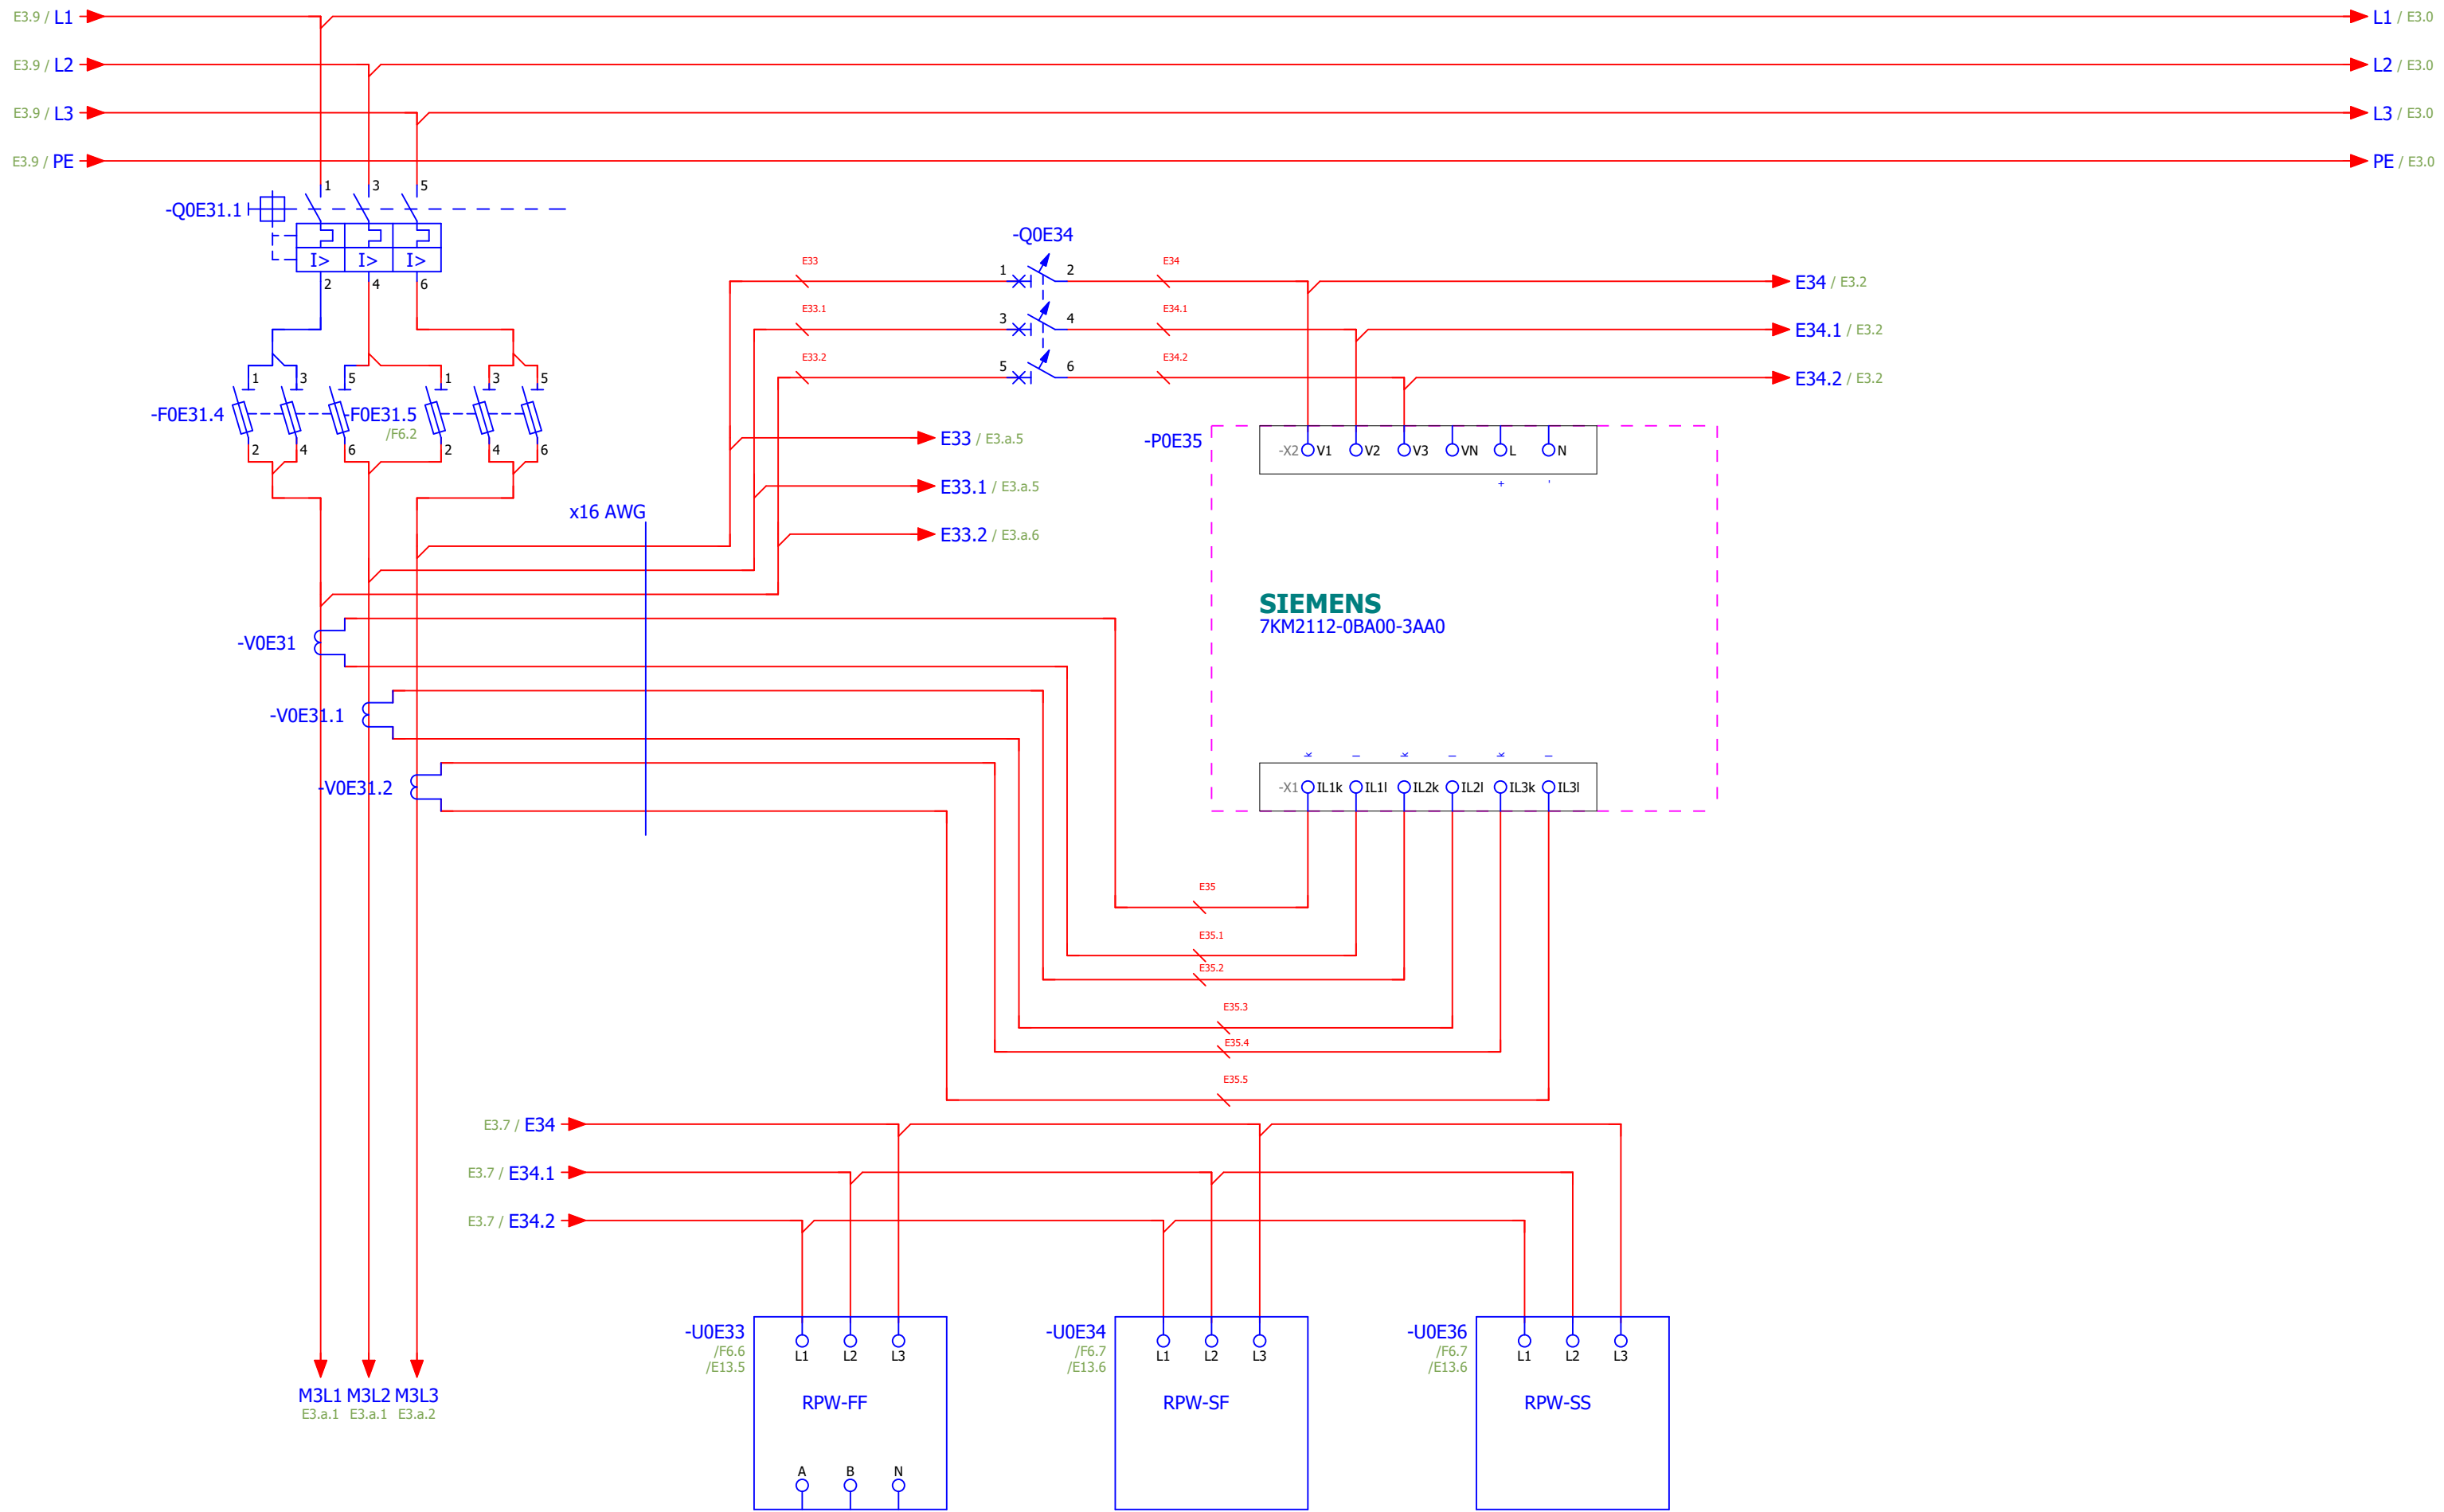 E3.9 / L1
L1 / E3.0
E3.9 / L2
L2 / E3.0
E3.9 / L3
L3 / E3.0
E3.9 / PE
PE / E3.0
1 3 5
-Q0E31.1
I> I> I>
2 4 6
-Q0E34
E33 1 2 E34
E34 / E3.2
E33.1 3 4 E34.1
E34.1 / E3.2
E33.2 5 6 E34.2
E34.2 / E3.2
1 3 5 1 3 5
-F0E31.4
-F0E31.5
/F6.2
2 4 6 2 4 6
E33 / E3.a.5
E33.1 / E3.a.5
E33.2 / E3.a.6
-P0E35
-X2 V1 V2 V3 VN L N
+ -
x16 AWG
SIEMENS
7KM2112-0BA00-3AA0
-V0E31
-V0E31.1
-V0E31.2
k l k l k l
-X1 IL1k IL1l IL2k IL2l IL3k IL3l
E35
E35.1
E35.2
E35.3
E35.4
E35.5
E3.7 / E34
E3.7 / E34.1
E3.7 / E34.2
-U0E33
/F6.6
/E13.5
L1 L2 L3
RPW-FF
A B N
-U0E34
/F6.7
/E13.6
L1 L2 L3
RPW-SF
-U0E36
/F6.7
/E13.6
L1 L2 L3
RPW-SS
M3L1 M3L2 M3L3
E3.a.1 E3.a.1 E3.a.2